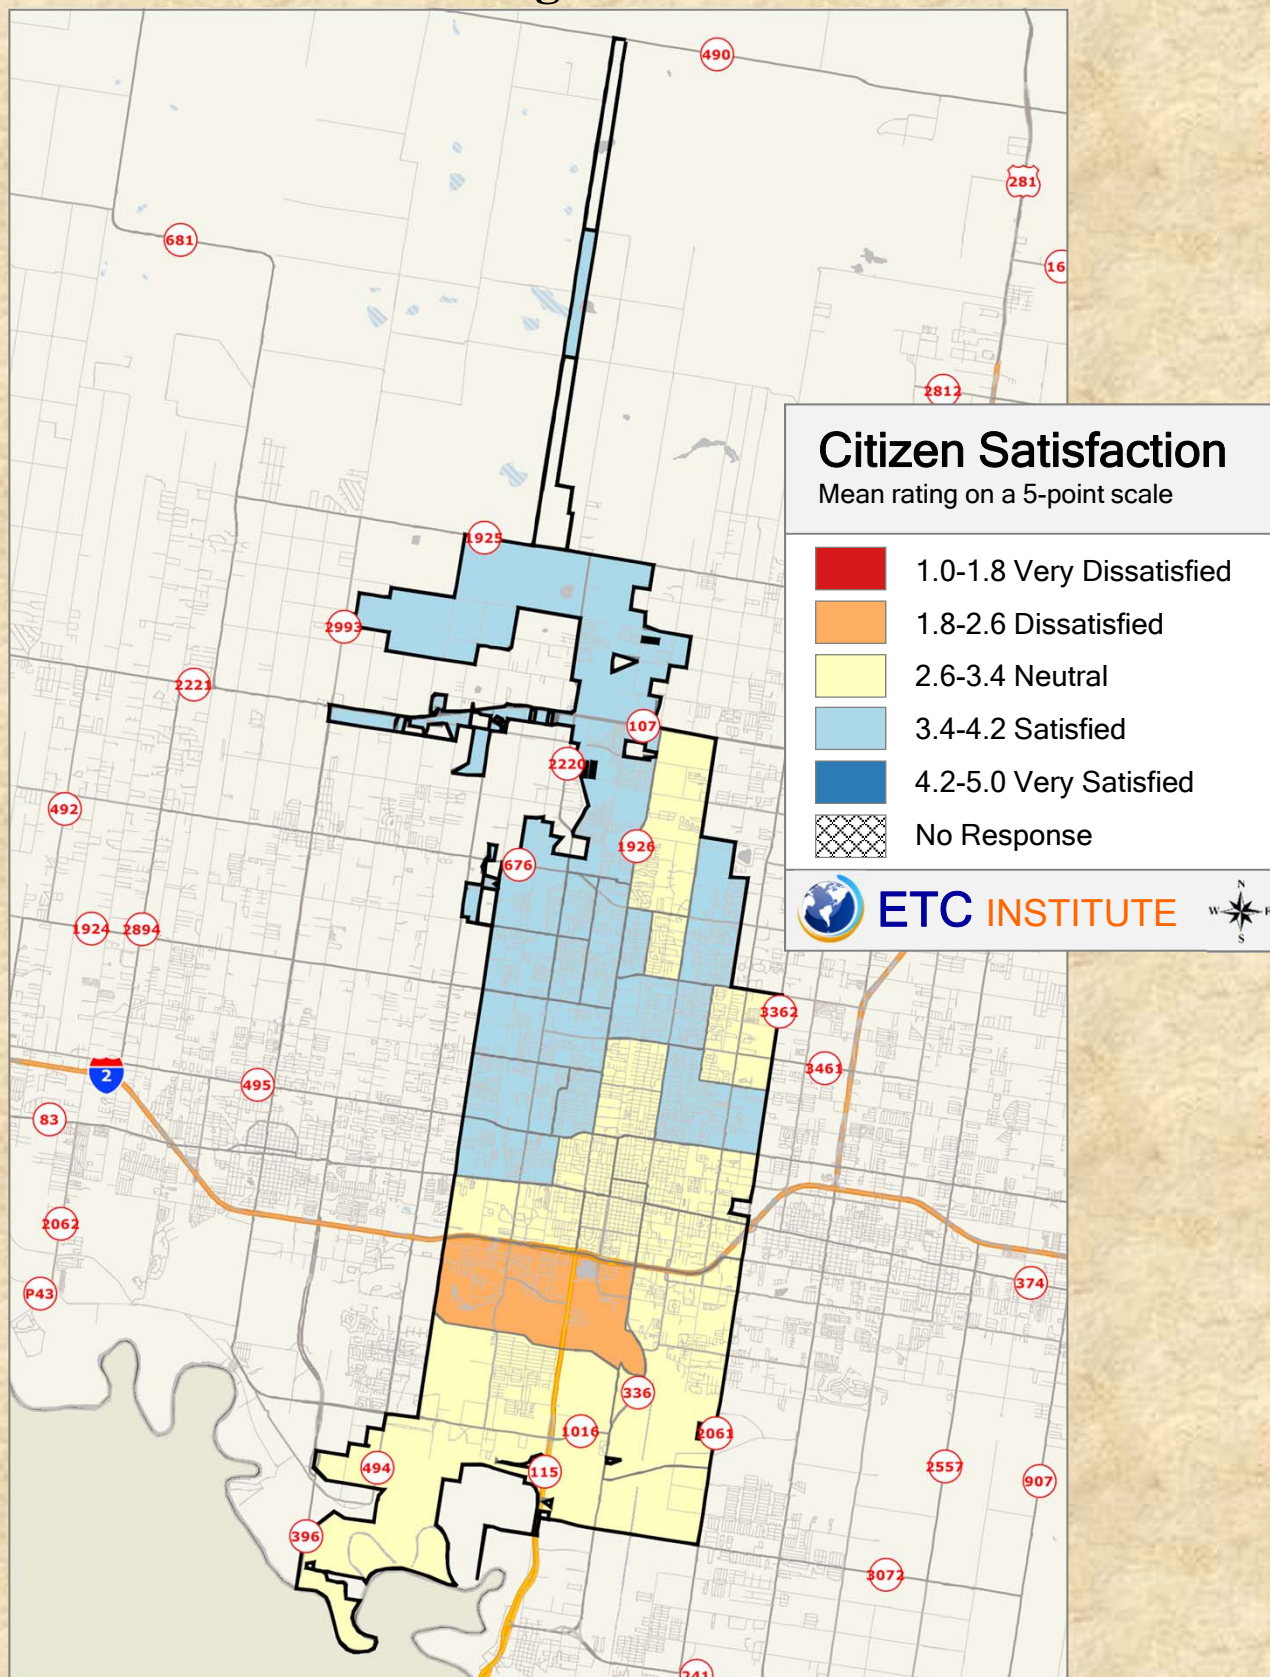 490
281
681
16
2812
Citizen Satisfaction
Mean rating on a 5-point scale
1.0-1.8 Very Dissatisfied
1.8-2.6 Dissatisfied
2.6-3.4 Neutral
3.4-4.2 Satisfied
4.2-5.0 Very Satisfied
No Response
ETC INSTITUTE
N
W
E
S
1925
2993
2221
107
2220
492
1926
676
1924
2894
3362
3461
2
495
83
2062
P43
374
336
1016
2061
494
115
2557
907
396
3072
241